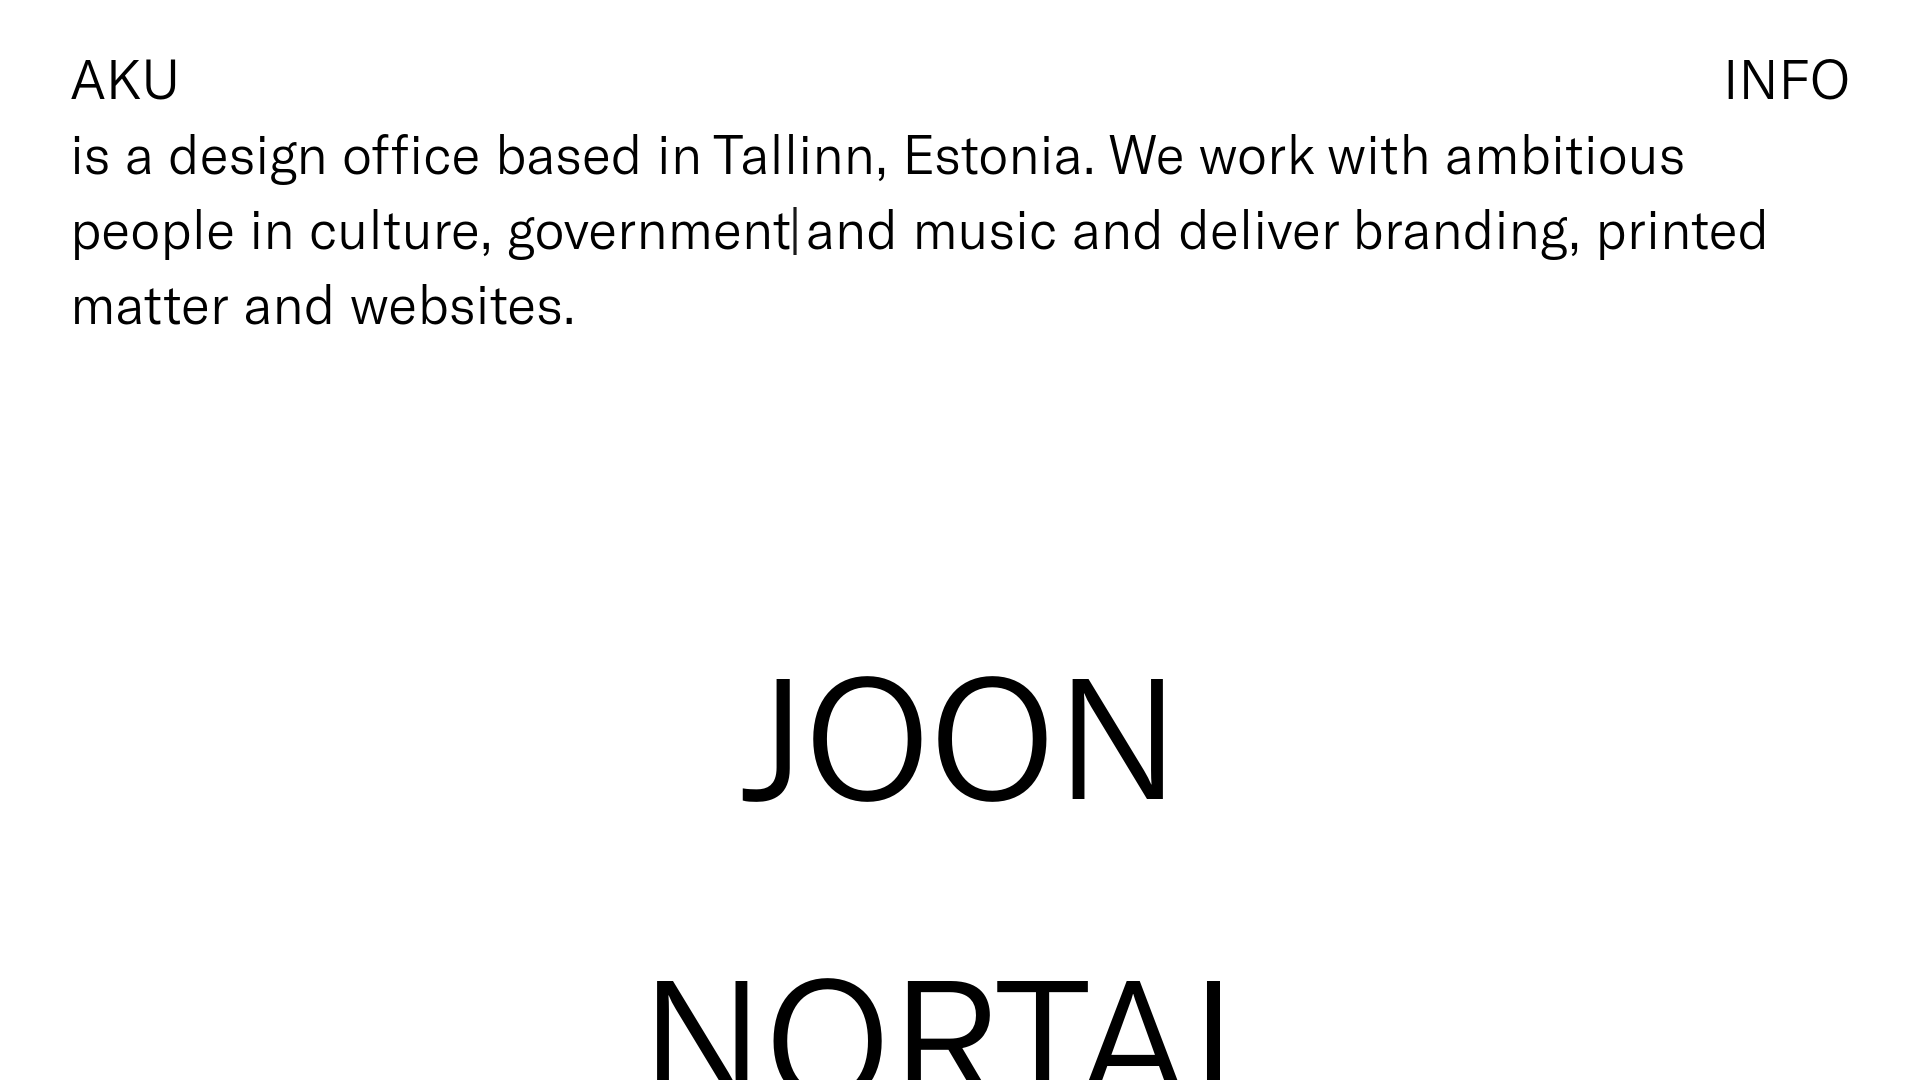 AKU
INFO
is a design office based in Tallinn, Estonia. We work with ambitious
people in culture, government| and music and deliver branding, printed
matter and websites.
JOON
NORTAL